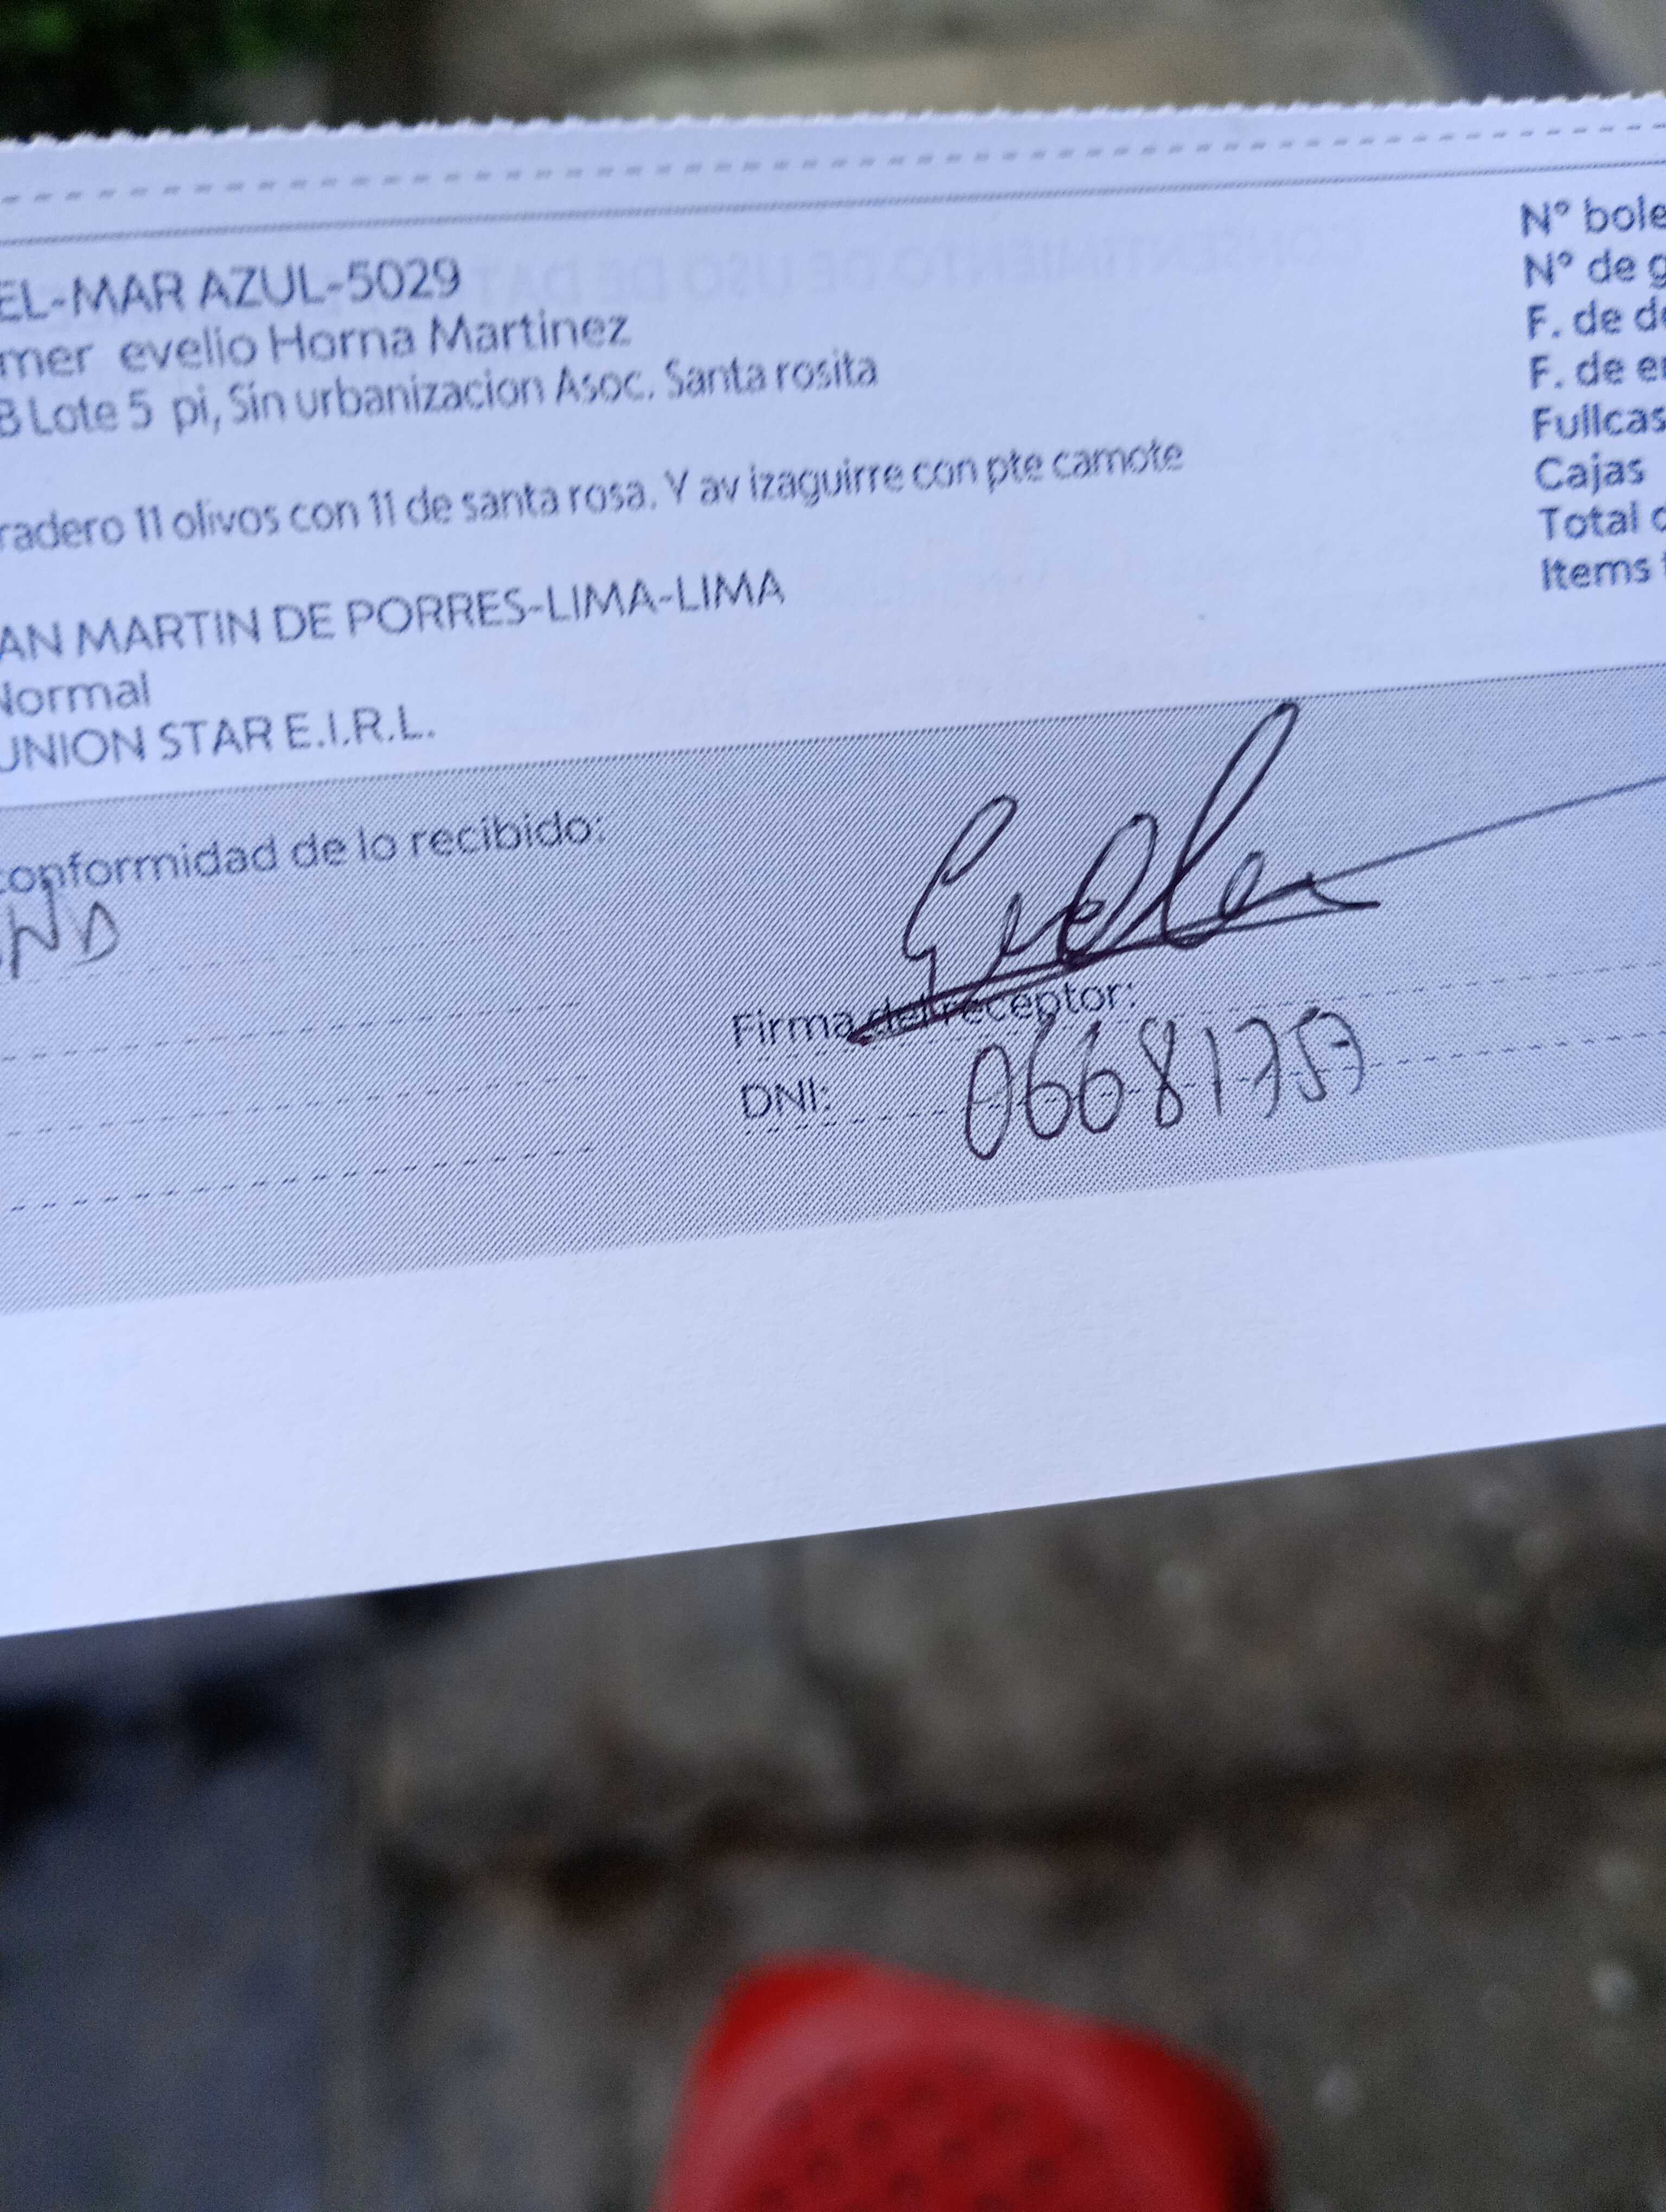 EL-MAR AZUL-5029
mer evelio Horna Martinez
B Lote 5 pi, Sin urbanizacion Asoc. Santa rosita
radero 11 olivos con 11 de santa rosa. Y av izaguirre con pte camote
AN MARTIN DE PORRES-LIMA-LIMA
Normal
UNION STAR E.I.R.L.
N° bole
N° de g
F. de de
F. de e
Fullcas
Cajas
Total d
Items
conformidad de lo recibido:
Firma del receptor:
DNI: 06681757